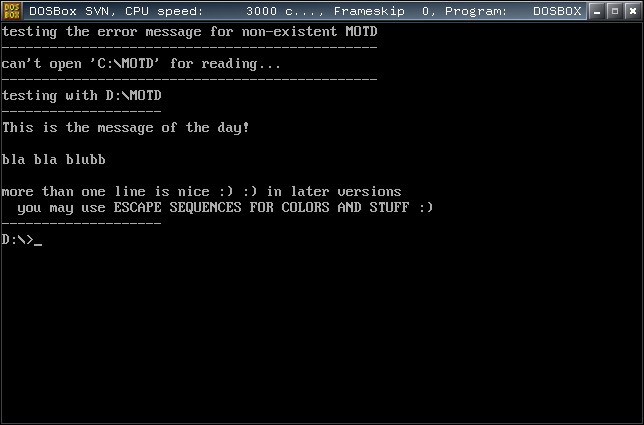 DOS
BOX
DOSBox SVN, CPU speed: 3000 c..., Frameskip 0, Program: DOSBOX
testing the error message for non-existent MOTD
-----------------------------------------------
can't open 'C:\MOTD' for reading...
-----------------------------------------------
testing with D:\MOTD
--------------------
This is the message of the day!
bla bla blubb
more than one line is nice :) :) in later versions
you may use ESCAPE SEQUENCES FOR COLORS AND STUFF :)
--------------------
D:\>_